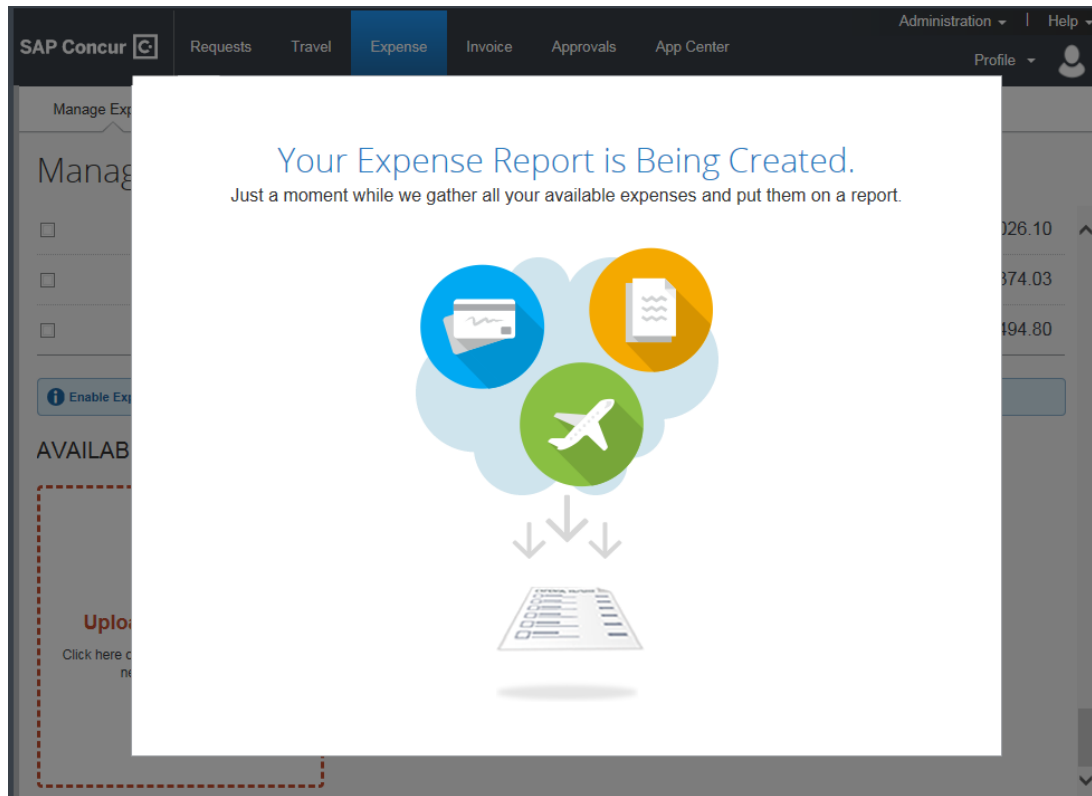 Administration | Help
SAP Concur C Requests Travel Expense Invoice Approvals App Center
Profile
Manage Exp
Your Expense Report is Being Created.
Manag
Just a moment while we gather all your available expenses and put them on a report.
026.10
374.03
494.80
Enable Exp
AVAILAB
Uploa
Click here o
ne